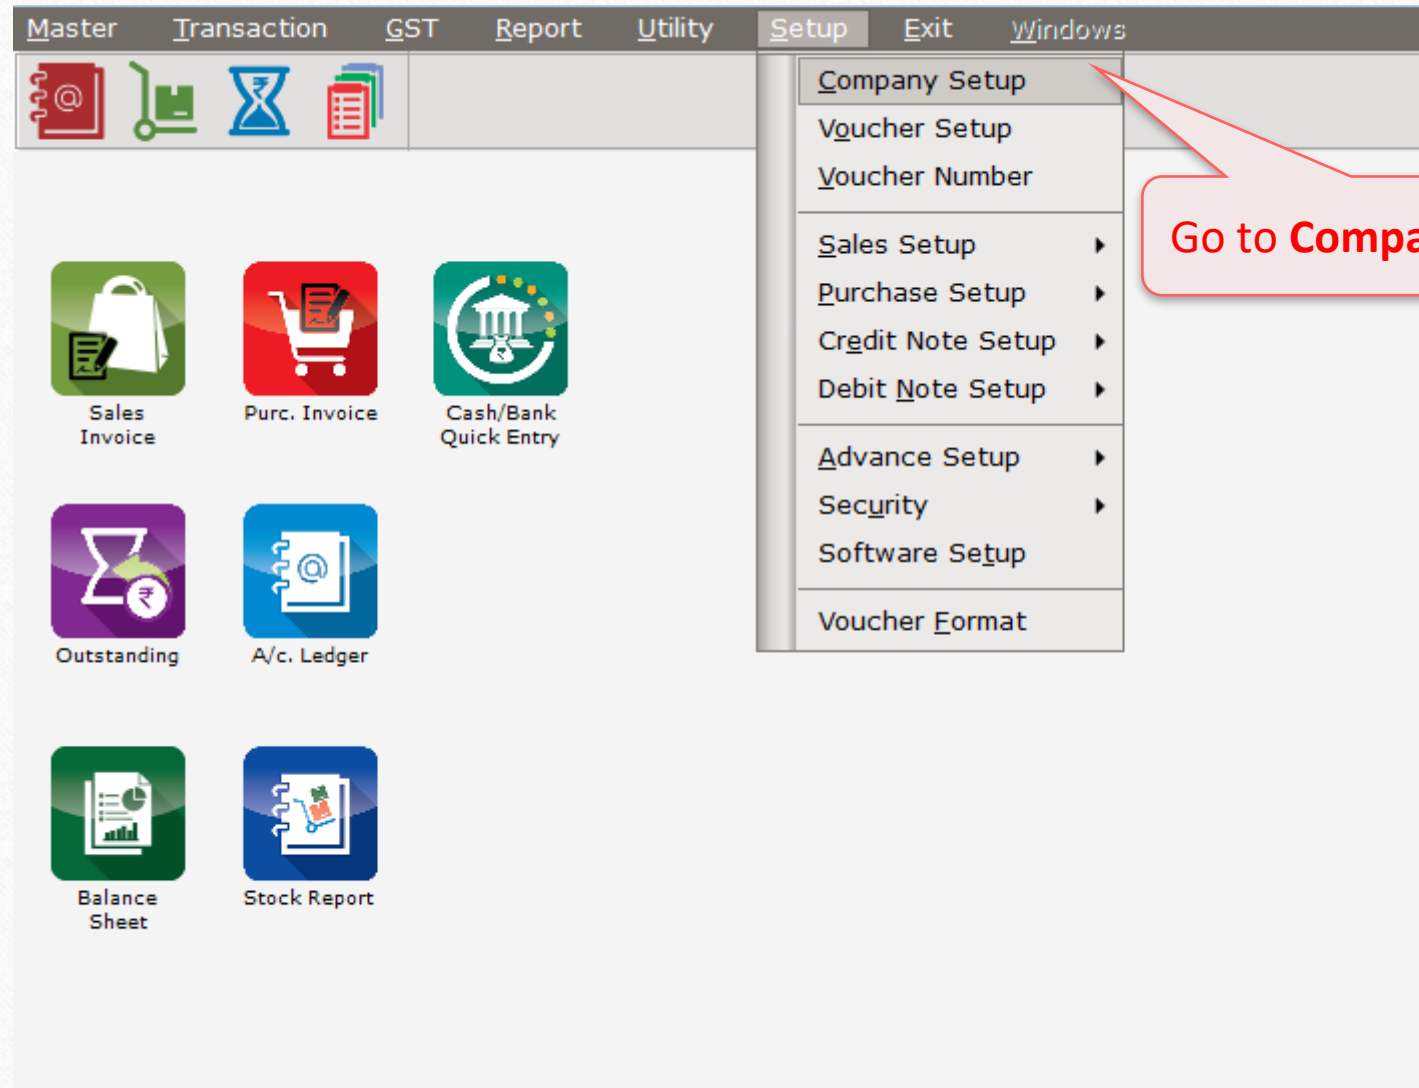 Master Transaction GST Report Utility Setup Exit Windows
Company Setup
Voucher Setup
Voucher Number
Sales Setup
Purchase Setup
Credit Note Setup
Debit Note Setup
Advance Setup
Security
Software Setup
Voucher Format
Go to
Sales
Invoice
Purc. Invoice
Cash/Bank
Quick Entry
Outstanding
A/c. Ledger
Balance
Sheet
Stock Report